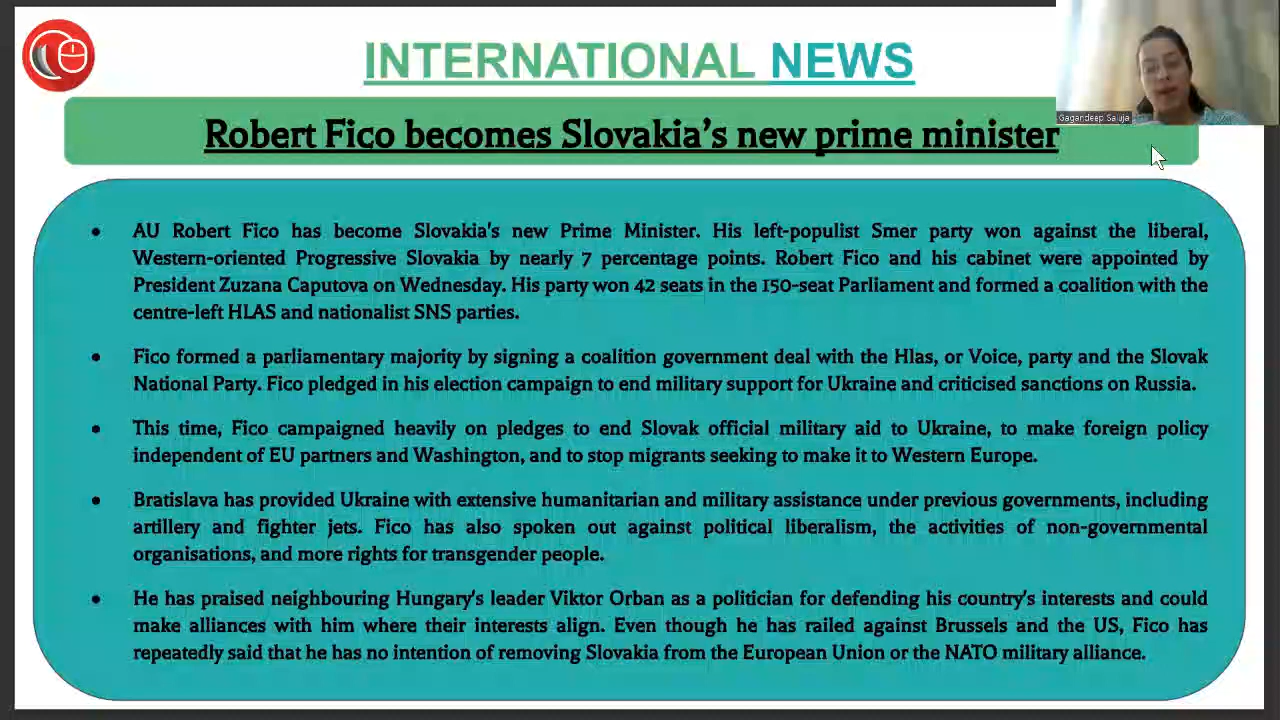 INTERNATIONAL NEWS
Gagandeep Saluja
Robert Fico becomes Slovakia's new prime minister
• AU Robert Fico has become Slovakia's new Prime Minister. His left-populist Smer party won against the liberal,
Western-oriented Progressive Slovakia by nearly 7 percentage points. Robert Fico and his cabinet were appointed by
President Zuzana Caputova on Wednesday. His party won 42 seats in the 150-seat Parliament and formed a coalition with the
centre-left HLAS and nationalist SNS parties.
• Fico formed a parliamentary majority by signing a coalition government deal with the Hlas, or Voice, party and the Slovak
National Party. Fico pledged in his election campaign to end military support for Ukraine and criticised sanctions on Russia.
• This time, Fico campaigned heavily on pledges to end Slovak official military aid to Ukraine, to make foreign policy
independent of EU partners and Washington, and to stop migrants seeking to make it to Western Europe.
• Bratislava has provided Ukraine with extensive humanitarian and military assistance under previous governments, including
artillery and fighter jets. Fico has also spoken out against political liberalism, the activities of non-governmental
organisations, and more rights for transgender people.
• He has praised neighbouring Hungary's leader Viktor Orban as a politician for defending his country's interests and could
make alliances with him where their interests align. Even though he has railed against Brussels and the US, Fico has
repeatedly said that he has no intention of removing Slovakia from the European Union or the NATO military alliance.